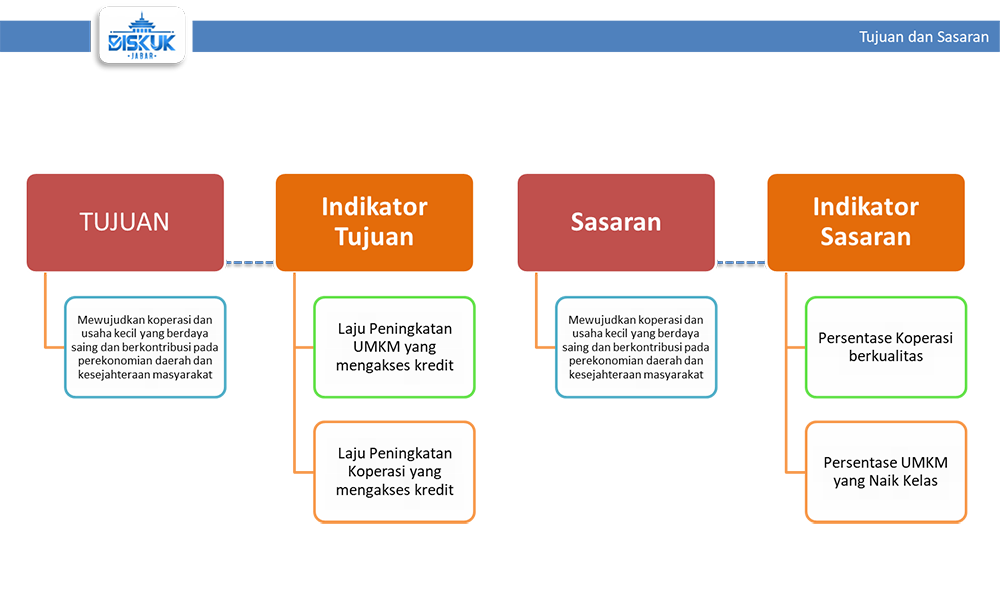 DISKUK
JABAR
Tujuan dan Sasaran
TUJUAN
Mewujudkan koperasi dan
usaha kecil yang berdaya
saing dan berkontribusi pada
perekonomian daerah dan
kesejahteraan masyarakat
Indikator
Tujuan
Laju Peningkatan
UMKM yang
mengakses kredit
Laju Peningkatan
Koperasi yang
mengakses kredit
Sasaran
Mewujudkan koperasi dan
usaha kecil yang berdaya
saing dan berkontribusi pada
perekonomian daerah dan
kesejahteraan masyarakat
Indikator
Sasaran
Persentase Koperasi
berkualitas
Persentase UMKM
yang Naik Kelas